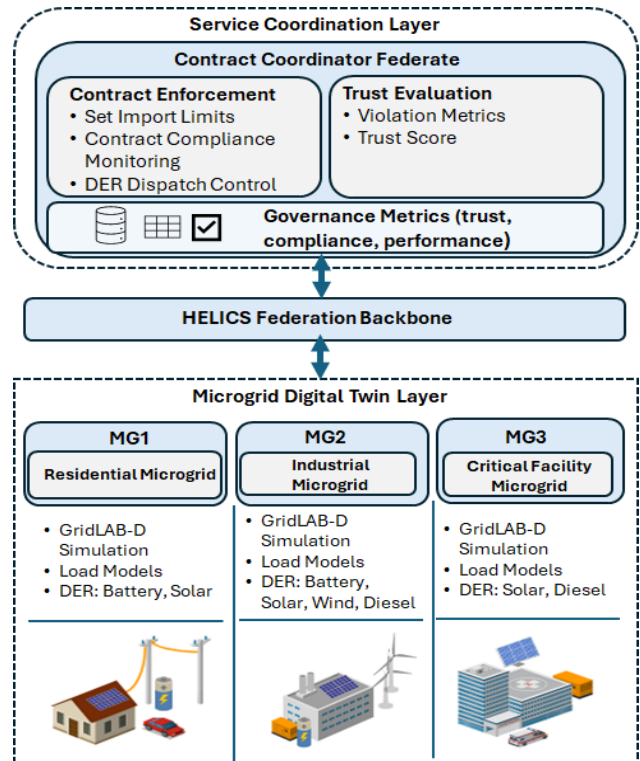 Service Coordination Layer
Contract Coordinator Federate
Contract Enforcement
• Set Import Limits
• Contract Compliance
Monitoring
• DER Dispatch Control
Trust Evaluation
• Violation Metrics
• Trust Score
Governance Metrics (trust,
compliance, performance)
HELICS Federation Backbone
Microgrid Digital Twin Layer
MG1
Residential Microgrid
• GridLAB-D
Simulation
• Load Models
• DER: Battery, Solar
MG2
Industrial
Microgrid
• GridLAB-D
Simulation
• Load Models
• DER: Battery,
Solar, Wind, Diesel
MG3
Critical Facility
Microgrid
• GridLAB-D
Simulation
• Load Models
• DER: Solar, Diesel